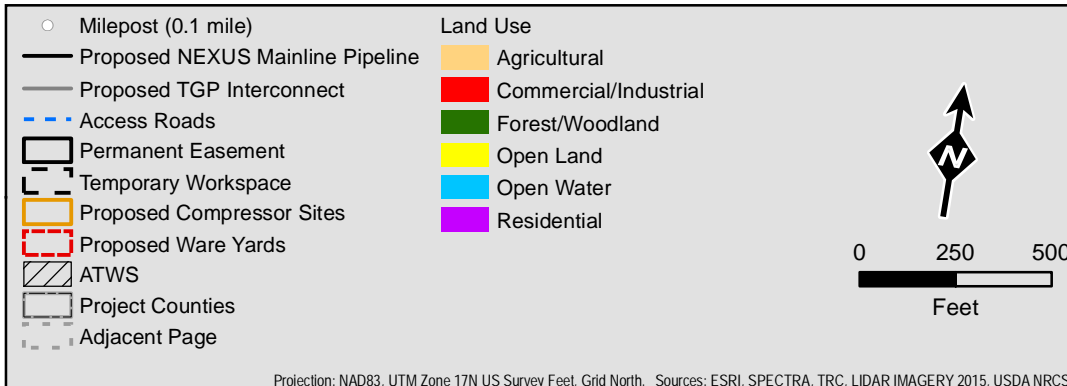 Milepost (0.1 mile)
Proposed NEXUS Mainline Pipeline
Proposed TGP Interconnect
Access Roads
Permanent Easement
Temporary Workspace
Proposed Compressor Sites
Proposed Ware Yards
ATWS
Project Counties
Adjacent Page
Land Use
Agricultural
Commercial/Industrial
Forest/Woodland
Open Land
Open Water
Residential
N
0 250 500
Feet
Projection: NAD83, UTM Zone 17N US Survey Feet, Grid North, Sources: ESRI, SPECTRA, TRC, LIDAR IMAGERY 2015, USDA NRCS